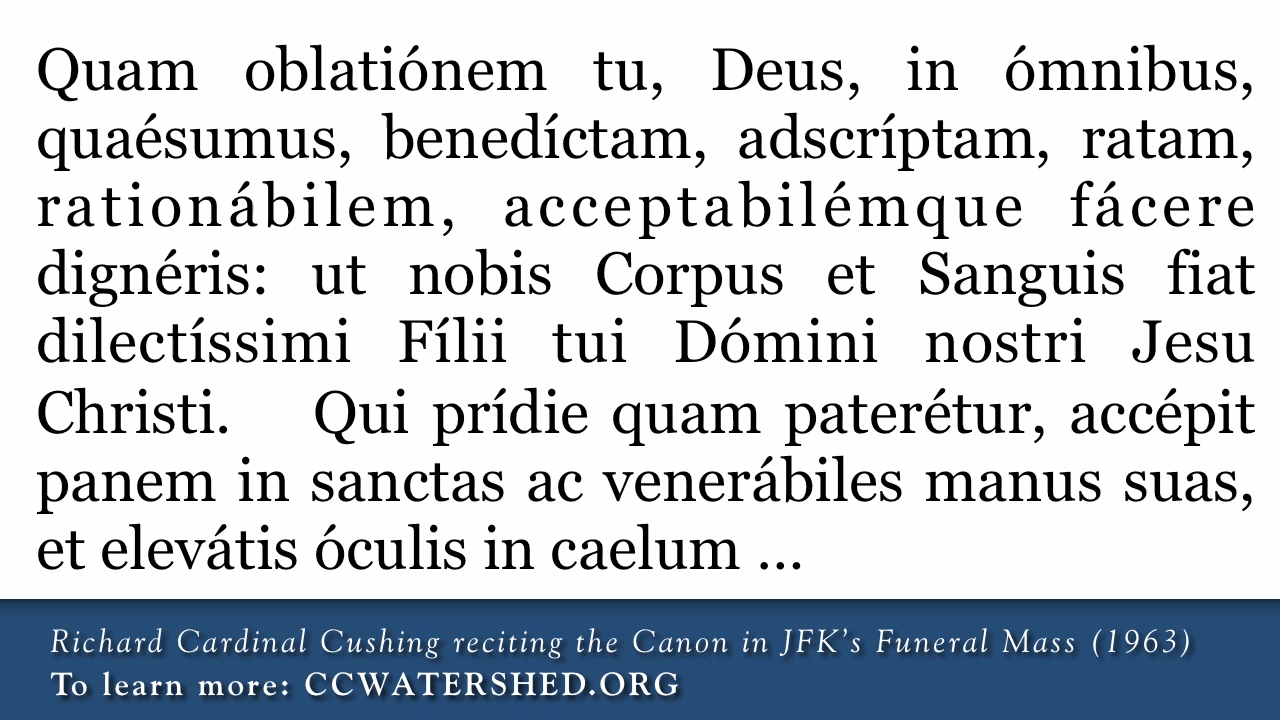 Quam oblatiónem tu, Deus, in ómnibus,
quaésumus, benedíctam, adscríptam, ratam,
rationábilem, acceptabilémque fácere
dignéris: ut nobis Corpus et Sanguis fiat
dilectíssimi Fílii tui Dómini nostri Jesu
Christi. Qui prídie quam paterétur, accépit
panem in sanctas ac venerábiles manus suas,
et elevátis óculis in caelum ...
Richard Cardinal Cushing reciting the Canon in JFK’s Funeral Mass (1963)
To learn more: CCWATERSHED.ORG